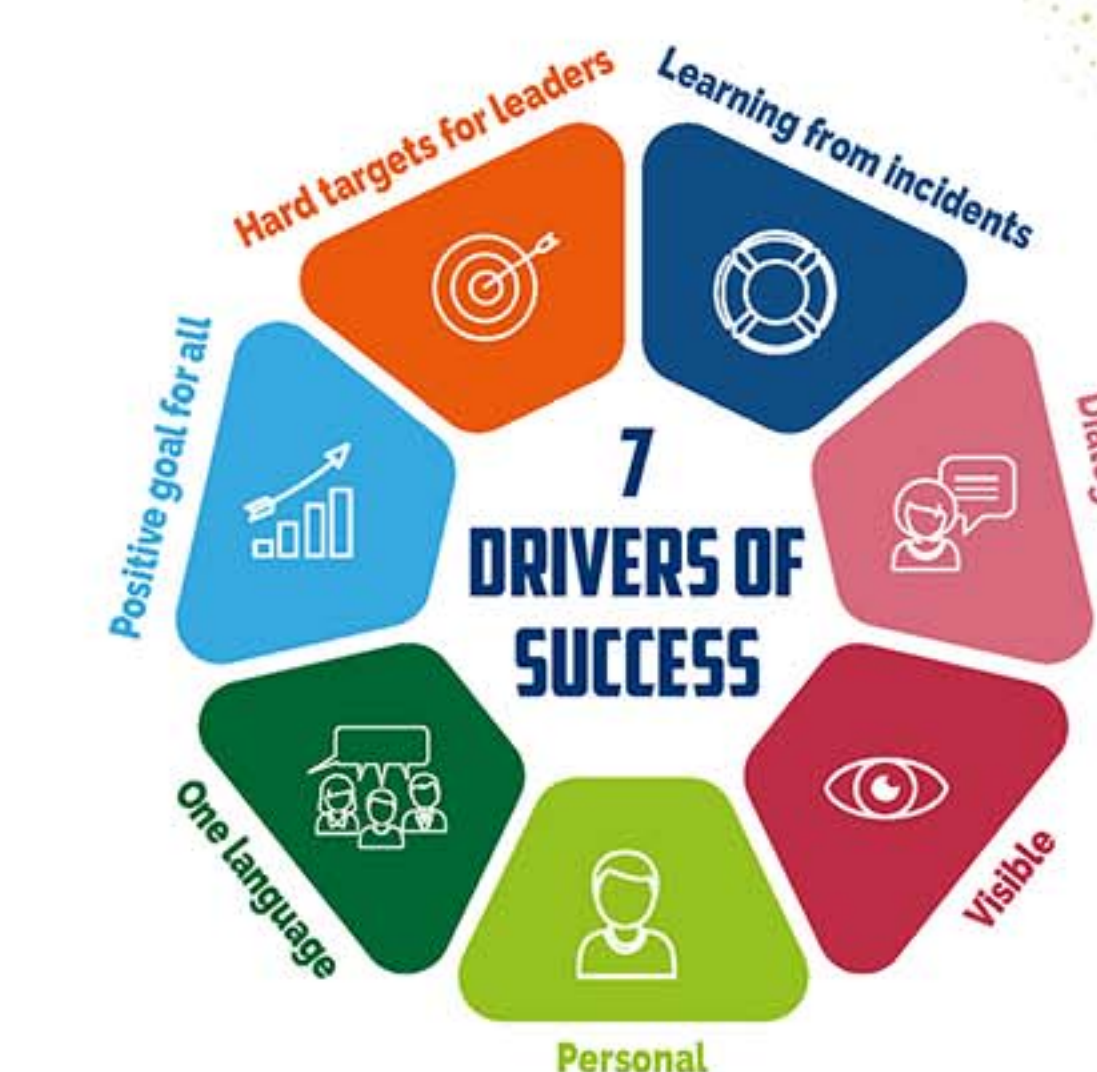 Hard targets for leaders
Learning from incidents
Positive goal for all
7
DRIVERS OF
SUCCESS
One language
Visible
Personal